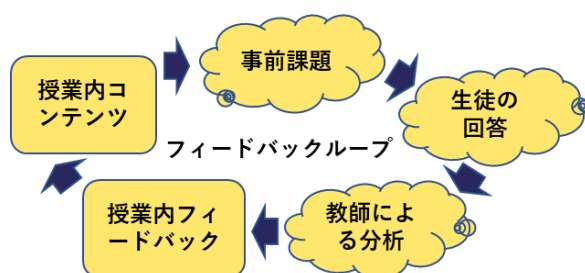 事前課題
授業内コ
ンテンツ
生徒の
回答
フィードバックループ
教師によ
る分析
授業内フィ
ードバック